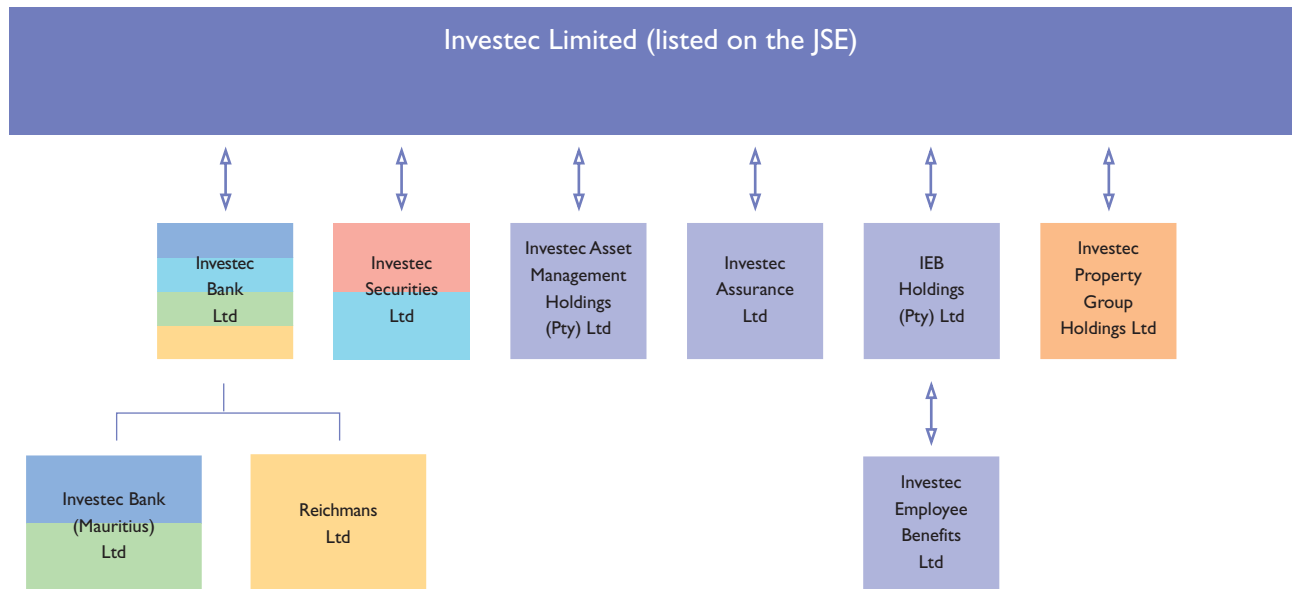 Investec Limited (listed on the JSE)
Investec
Bank
Ltd
Investec
Securities
Ltd
Investec Asset
Management
Holdings
(Pty) Ltd
Investec
Assurance
Ltd
IEB
Holdings
(Pty) Ltd
Investec
Property
Group
Holdings Ltd
Investec Bank
(Mauritius)
Ltd
Reichmans
Ltd
Investec
Employee
Benefits
Ltd